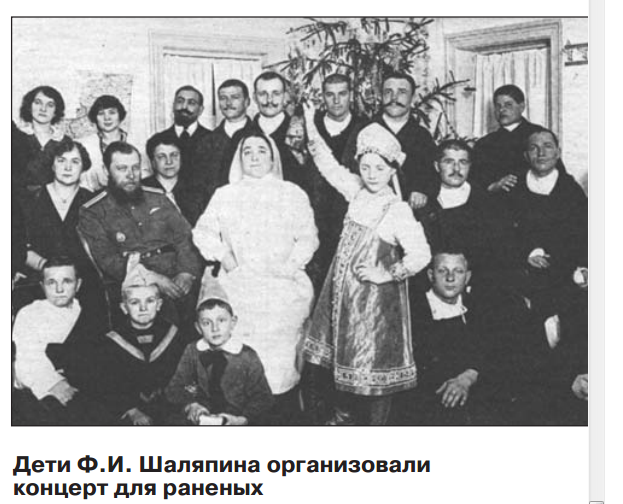 Дети Ф.И. Шаляпина организовали
концерт для раненых